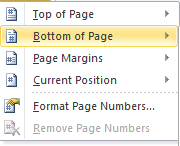 Top of Page
Bottom of Page
Page Margins
Current Position
Format Page Numbers...
Remove Page Numbers